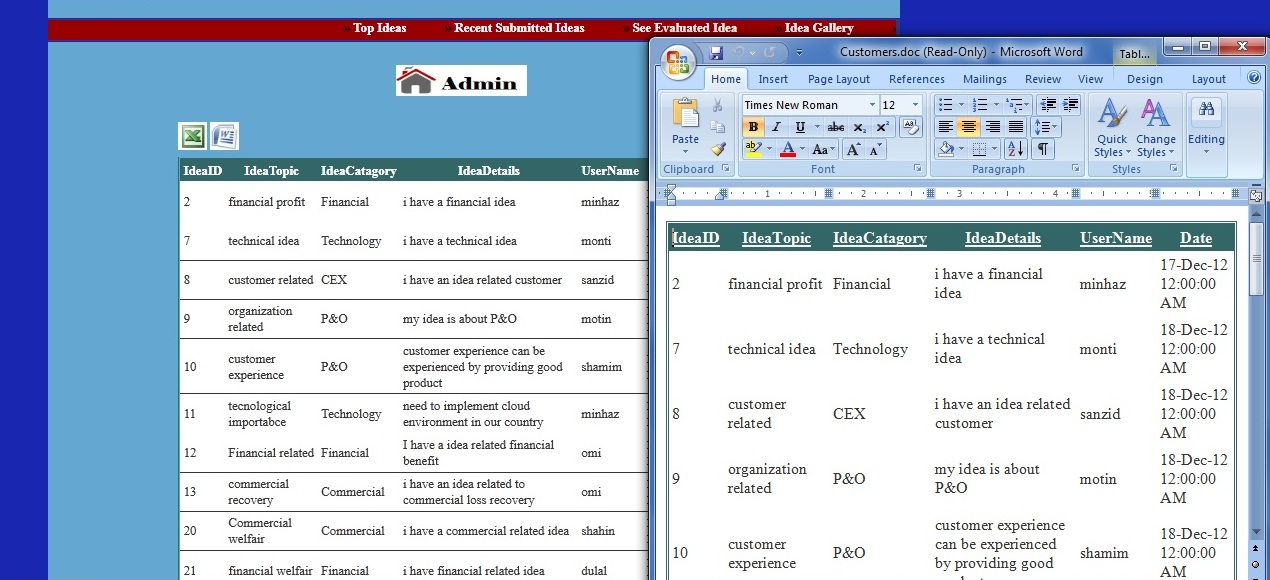 » Top Ideas » Recent Submitted Ideas » See Evaluated Idea » Idea Gallery »
Admin
IdeaID IdeaTopic IdeaCatagory IdeaDetails UserName
2 financial profit Financial i have a financial idea minhaz
7 technical idea Technology i have a technical idea monti
8 customer related CEX i have an idea related customer sanzid
9 organization related P&O my idea is about P&O motin
10 customer experience P&O customer experience can be experienced by providing good product shamim
11 tecnological importabce Technology need to implement cloud environment in our country minhaz
12 Financial related Financial I have a idea related financial benefit omi
13 commercial recovery Commercial i have an idea related to commercial loss recovery omi
20 Commercial welfair Commercial i have a commercial related idea shahin
21 financial welfair Financial i have financial related idea dulal
Customers.doc (Read-Only) - Microsoft Word Tabl...
Home Insert Page Layout References Mailings Review View Design Layout
Times New Roman 12
B I U abc x₂ x²
ab A Aa A A
Paste Quick Styles Change Styles Editing
Clipboard Font Paragraph Styles
1 2 3 4 5
IdeaID IdeaTopic IdeaCatagory IdeaDetails UserName Date
2 financial profit Financial i have a financial idea minhaz 17-Dec-12 12:00:00 AM
7 technical idea Technology i have a technical idea monti 18-Dec-12 12:00:00 AM
8 customer related CEX i have an idea related customer sanzid 18-Dec-12 12:00:00 AM
9 organization related P&O my idea is about P&O motin 18-Dec-12 12:00:00 AM
10 customer experience P&O customer experience can be experienced by providing good shamim 18-Dec-12 12:00:00 AM